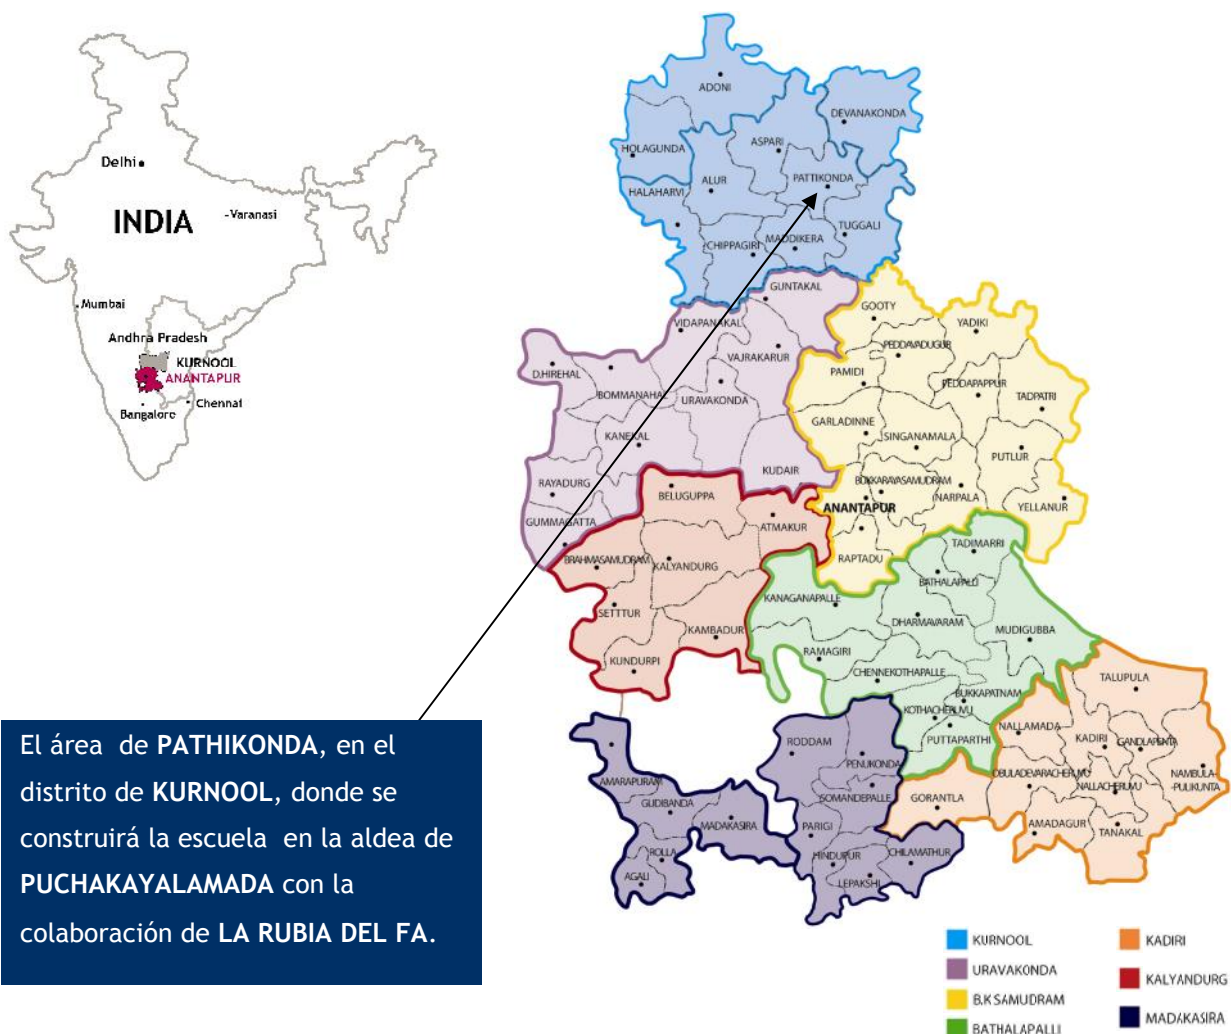 Delhi
INDIA
Varanasi
Mumbai
Andhra Pradesh
KURNOOL
ANANTAPUR
Bangalore
Chennai
ADONI
DEVANAKONDA
HOLAGUNDA
ASPARI
HALAHARVI
ALUR
PATTIKONDA
CHIPPAGIRI
MADDIKERA
TUGGALI
GUNTAKAL
VIDAPANAKAL
VAJRAKARUR
D.HIREHAL
BOMMANAHAL
URAVAKONDA
KANEKAL
KUDAIR
RAYADURG
GUMMAGATTA
GOOTY
YADIKI
PEDDAVADUGUR
PAMIDI
PEDDAPAPPUR
TADPATRI
GARLADINNE
SINGANAMALA
PUTLUR
BUKKARAYASAMUDRAM
NARPALA
YELLANUR
ANANTAPUR
RAPTADU
BELUGUPPA
ATMAKUR
BRAHMASAMUDRAM
KALYANDURG
SETTTUR
KAMBADUR
KUNDURPI
TADIMARRI
BATHALAPALLI
KANAGANAPALLE
DHARMAVARAM
MUDIGUBBA
RAMAGIRI
CHENNEKOTHAPALLE
BUKKAPATNAM
KOTHACHERUVU
PUTTAPARTHI
TALUPULA
NALLAMADA
KADIRI
GANDLAPENTA
OBULADEVARACHERUVU
NALLACHERUVU
NAMBULA-
-PULIKUNTA
GORANTLA
AMADAGUR
TANAKAL
RODDAM
PENUKONDA
AMARAPURAM
SOMANDEPALLE
GUDIBANDA
MADAKASIRA
PARIGI
ROLLA
HINDUPUR
CHILAMATHUR
AGALI
LEPAKSHI
El área de PATHIKONDA, en el
distrito de KURNOOL, donde se
construirá la escuela en la aldea de
PUCHAKAYALAMADA con la
colaboración de LA RUBIA DEL FA.
KURNOOL
URAVAKONDA
B.K SAMUDRAM
BATHALAPALLI
KADIRI
KALYANDURG
MADAKASIRA